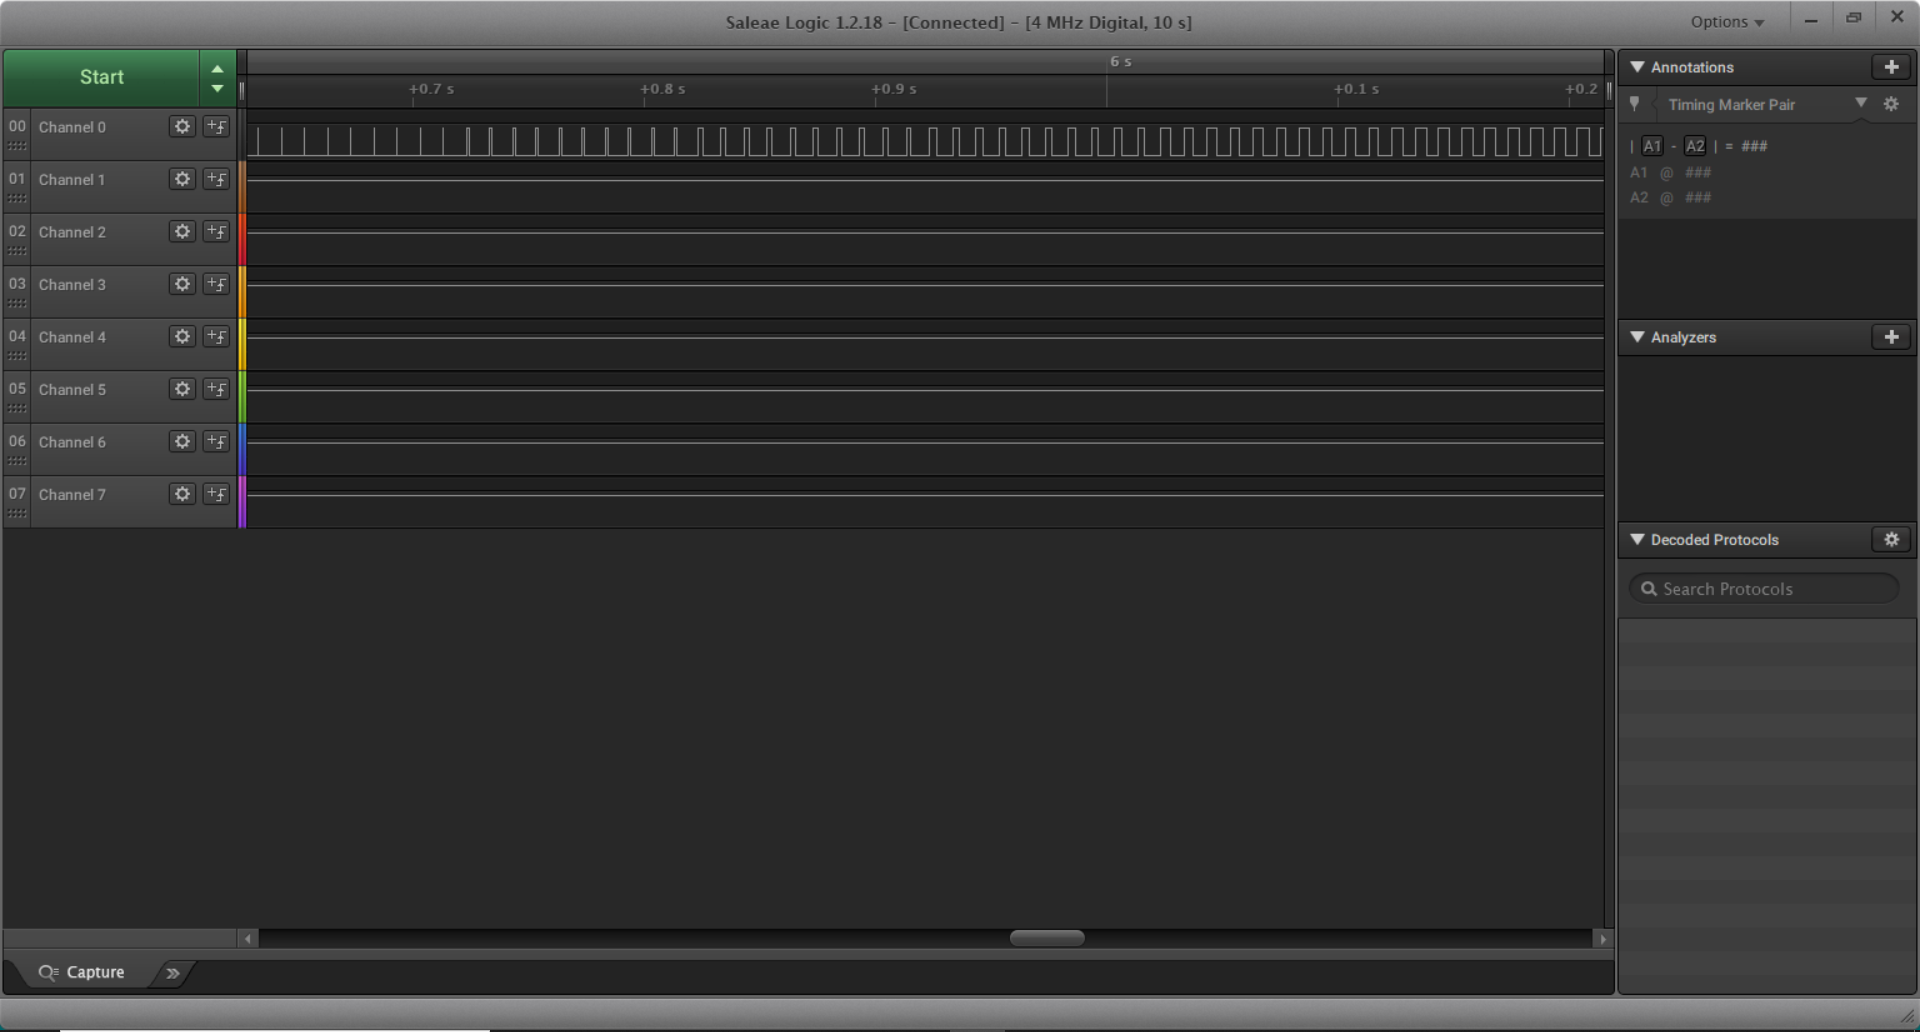 Saleae Logic 1.2.18 - [Connected] - [4 MHz Digital, 10 s]
Options
Start
6 s
+0.7 s +0.8 s +0.9 s +0.1 s +0.2
00 Channel 0
01 Channel 1
02 Channel 2
03 Channel 3
04 Channel 4
05 Channel 5
06 Channel 6
07 Channel 7
Annotations
Timing Marker Pair
| A1 - A2 | = ###
A1 @ ###
A2 @ ###
Analyzers
Decoded Protocols
Search Protocols
Capture